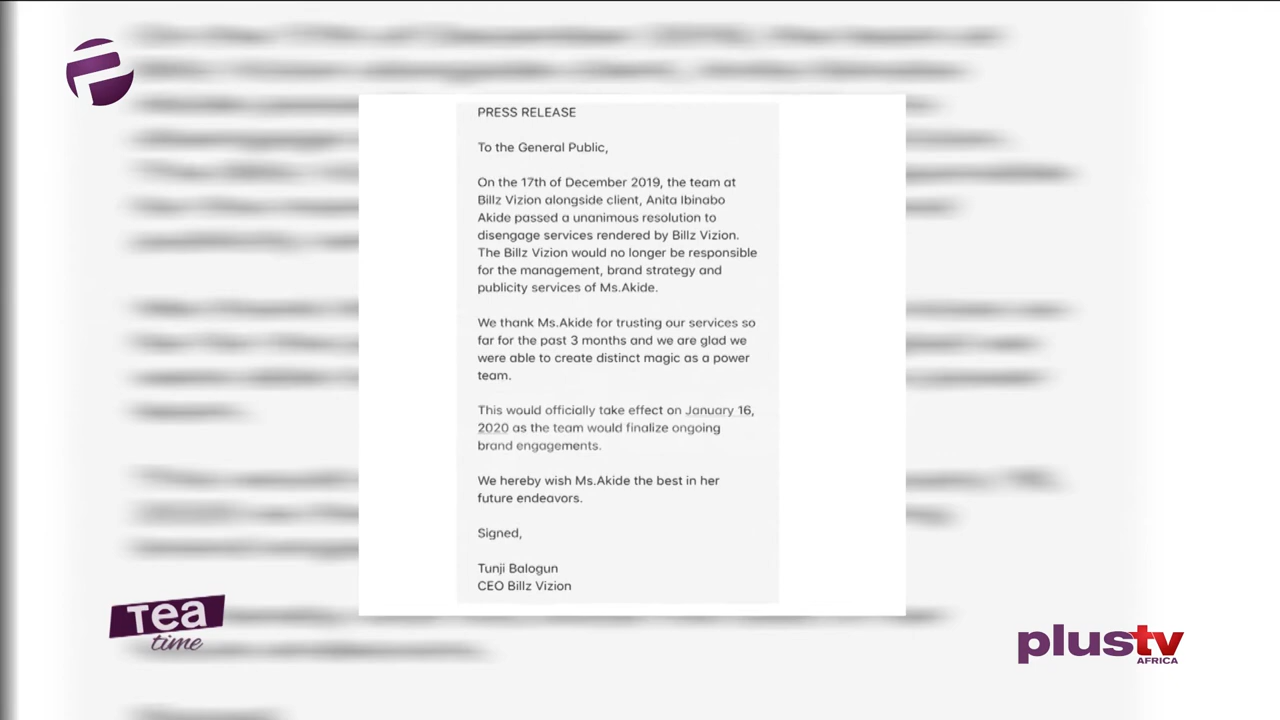 PRESS RELEASE
To the General Public,
On the 17th of December 2019, the team at
Billz Vizion alongside client, Anita Ibinabo
Akide passed a unanimous resolution to
disengage services rendered by Billz Vizion.
The Billz Vizion would no longer be responsible
for the management, brand strategy and
publicity services of Ms.Akide.
We thank Ms.Akide for trusting our services so
far for the past 3 months and we are glad we
were able to create distinct magic as a power
team.
This would officially take effect on January 16,
2020 as the team would finalize ongoing
brand engagements.
We hereby wish Ms.Akide the best in her
future endeavors.
Signed,
Tunji Balogun
CEO Billz Vizion
Tea
time
plustv
AFRICA